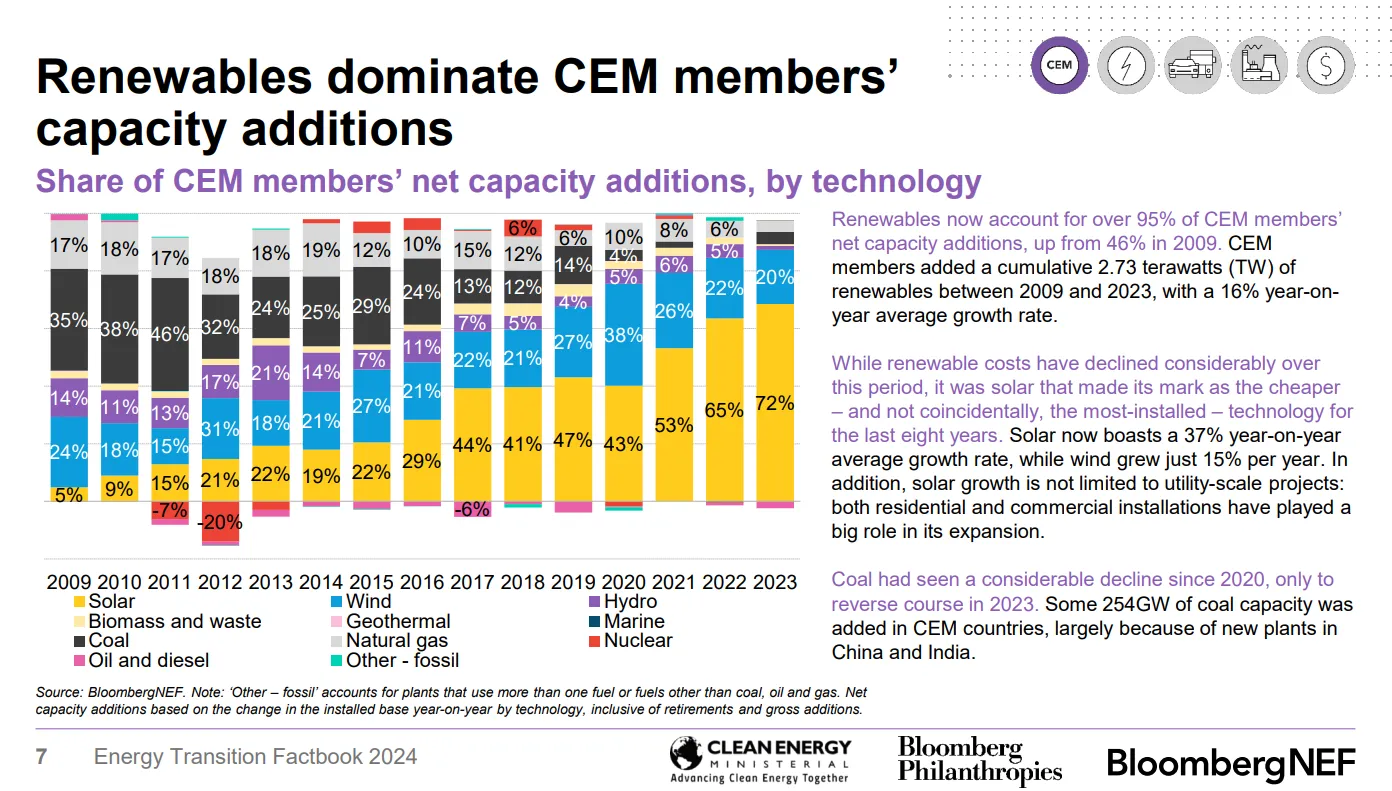 CEM
Renewables dominate CEM members’
capacity additions
Share of CEM members’ net capacity additions, by technology
17% 18% 17% 18% 18% 19% 12% 10% 15% 6% 12% 6% 10% 8% 6%
35% 38% 46% 32% 24% 25% 29% 24% 13% 12% 14% 4%
14% 11% 13% 17% 21% 14% 7% 11% 7% 5% 4% 5% 6% 5%
24% 18% 15% 31% 18% 21% 27% 21% 22% 21% 27% 38% 26% 22% 20%
5% 9% 15% 21% 22% 19% 22% 29% 44% 41% 47% 43% 53% 65% 72%
-7% -20% -6%
2009 2010 2011 2012 2013 2014 2015 2016 2017 2018 2019 2020 2021 2022 2023
Solar Wind Hydro
Biomass and waste Geothermal Marine
Coal Natural gas Nuclear
Oil and diesel Other - fossil
Renewables now account for over 95% of CEM members’
net capacity additions, up from 46% in 2009. CEM
members added a cumulative 2.73 terawatts (TW) of
renewables between 2009 and 2023, with a 16% year-on-
year average growth rate.
While renewable costs have declined considerably over
this period, it was solar that made its mark as the cheaper
– and not coincidentally, the most-installed – technology for
the last eight years. Solar now boasts a 37% year-on-year
average growth rate, while wind grew just 15% per year. In
addition, solar growth is not limited to utility-scale projects:
both residential and commercial installations have played a
big role in its expansion.
Coal had seen a considerable decline since 2020, only to
reverse course in 2023. Some 254GW of coal capacity was
added in CEM countries, largely because of new plants in
China and India.
Source: BloombergNEF. Note: ‘Other – fossil’ accounts for plants that use more than one fuel or fuels other than coal, oil and gas. Net
capacity additions based on the change in the installed base year-on-year by technology, inclusive of retirements and gross additions.
7 Energy Transition Factbook 2024
CLEAN ENERGY
MINISTERIAL
Advancing Clean Energy Together
Bloomberg
Philanthropies
BloombergNEF